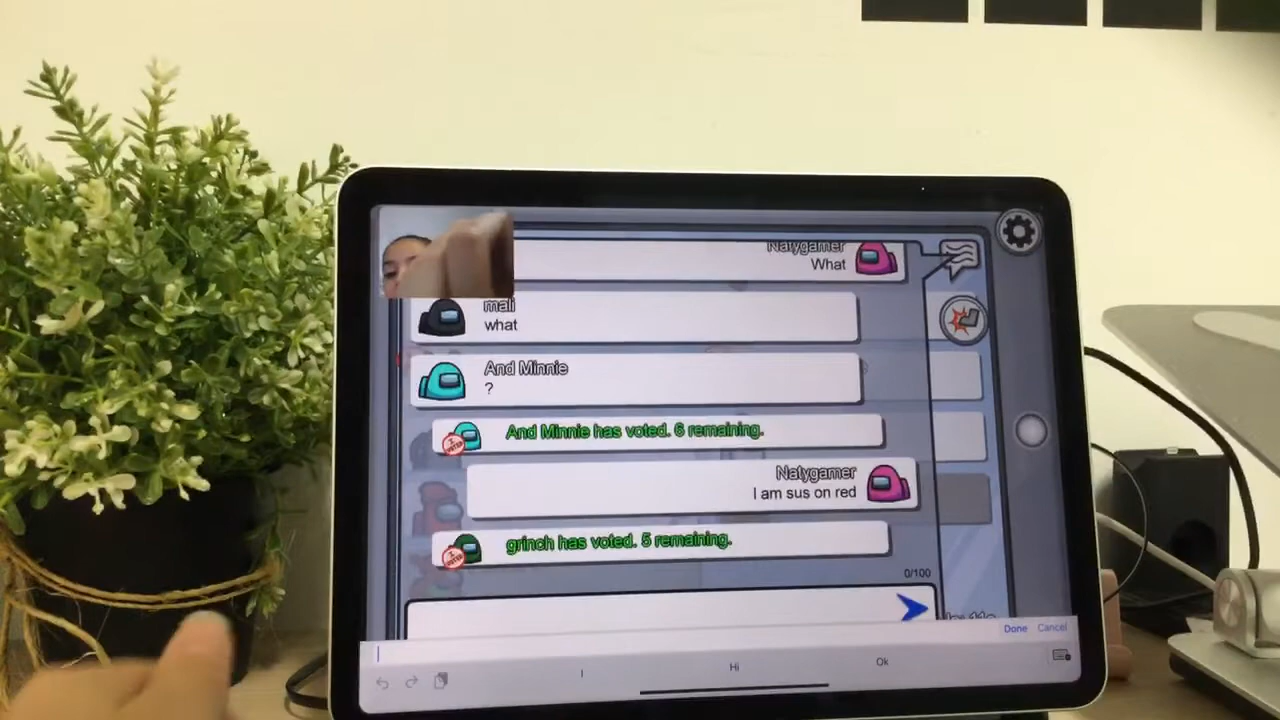 Natygamer
What
mali
what
And Minnie
?
And Minnie has voted. 6 remaining.
Natygamer
I am sus on red
grinch has voted. 5 remaining.
0/100
Done Cancel
I Hi Ok